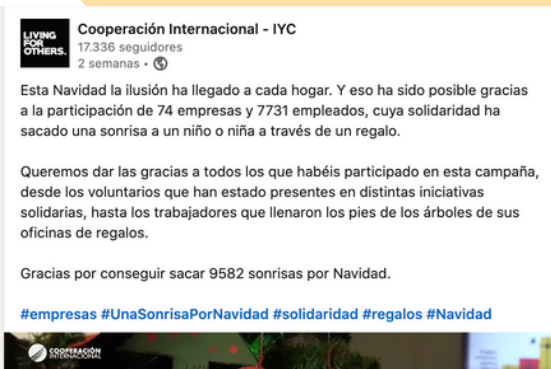 LIVING
FOR
OTHERS.
Cooperación Internacional - IYC
17.336 seguidores
2 semanas •
Esta Navidad la ilusión ha llegado a cada hogar. Y eso ha sido posible gracias
a la participación de 74 empresas y 7731 empleados, cuya solidaridad ha
sacado una sonrisa a un niño o niña a través de un regalo.
Queremos dar las gracias a todos los que habéis participado en esta campaña,
desde los voluntarios que han estado presentes en distintas iniciativas
solidarias, hasta los trabajadores que llenaron los pies de los árboles de sus
oficinas de regalos.
Gracias por conseguir sacar 9582 sonrisas por Navidad.
#empresas #UnaSonrisaPorNavidad #solidaridad #regalos #Navidad
COOPERACIÓN
INTERNACIONAL